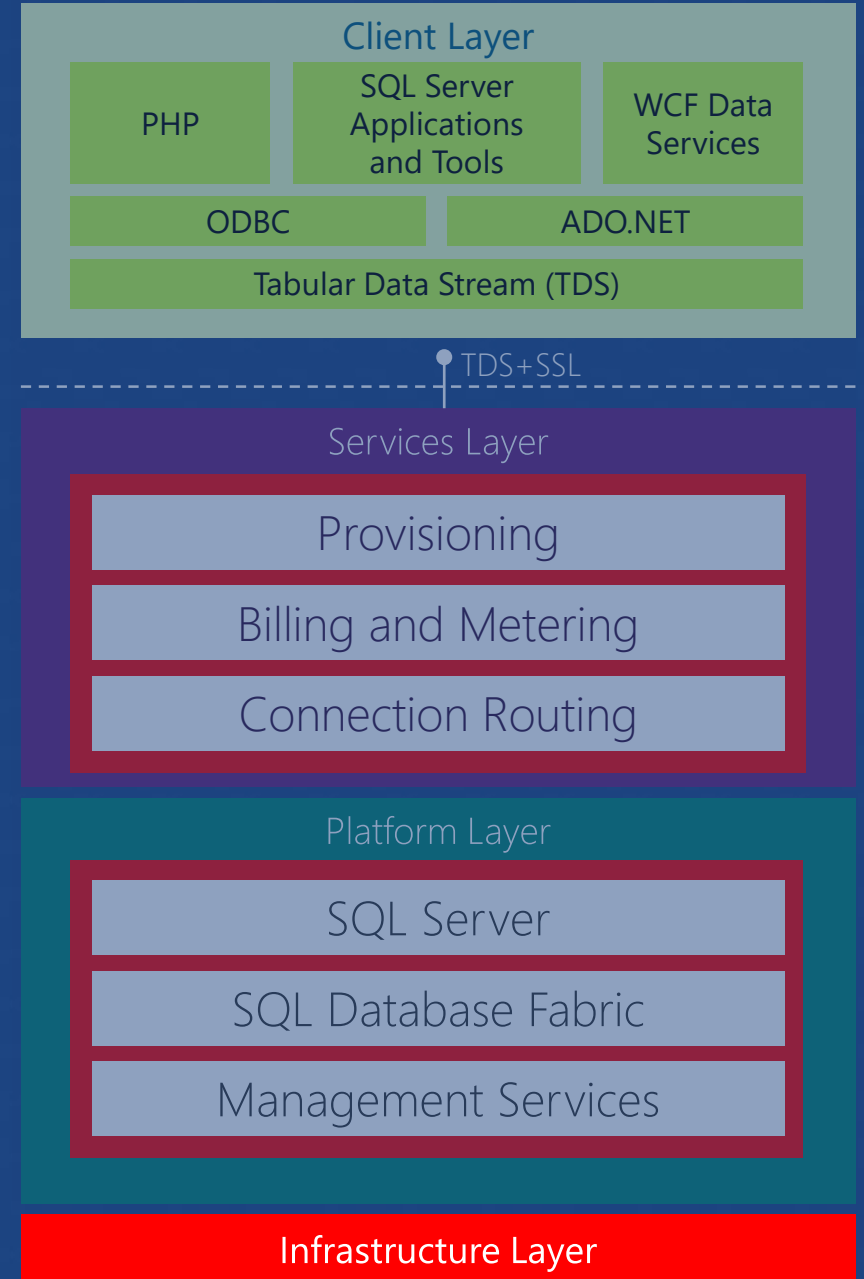 Client Layer
PHP
SQL Server
Applications
and Tools
WCF Data
Services
ODBC
ADO.NET
Tabular Data Stream (TDS)
TDS+SSL
Services Layer
Provisioning
Billing and Metering
Connection Routing
Platform Layer
SQL Server
SQL Database Fabric
Management Services
Infrastructure Layer